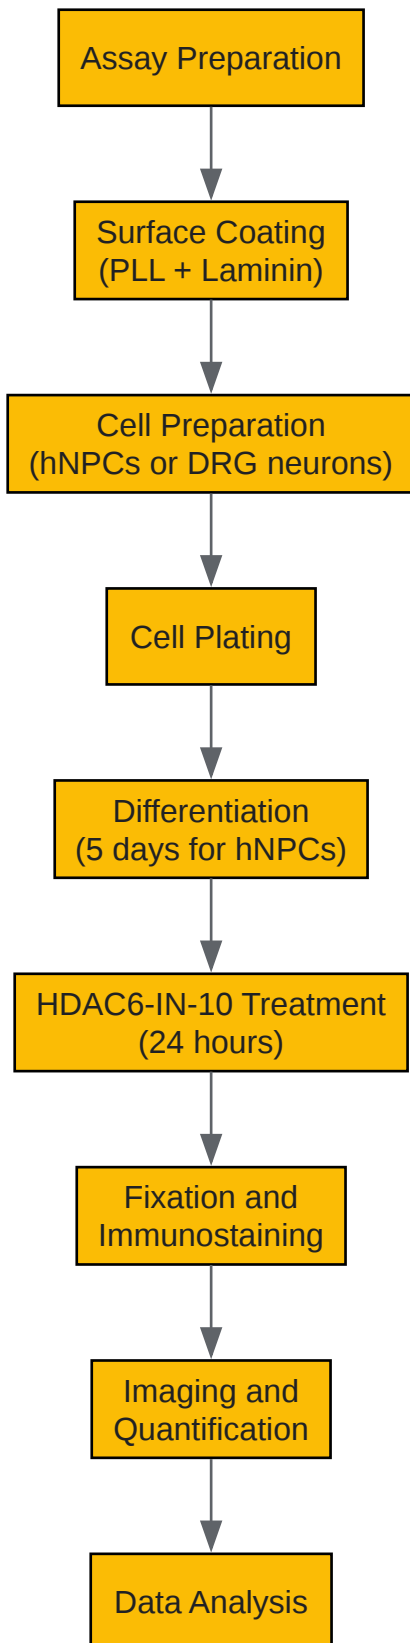 Assay Preparation
Surface Coating
(PLL + Laminin)
Cell Preparation
(hNPCs or DRG neurons)
Cell Plating
Differentiation
(5 days for hNPCs)
HDAC6-IN-10 Treatment
(24 hours)
Fixation and
Immunostaining
Imaging and
Quantification
Data Analysis